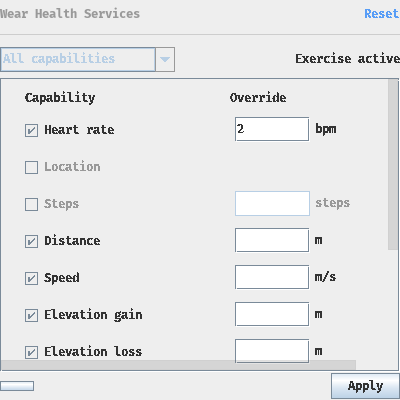 Wear Health Services Reset
All capabilities Exercise active
Capability Override
Heart rate 2 bpm
Location
Steps steps
Distance m
Speed m/s
Elevation gain m
Elevation loss m
Apply